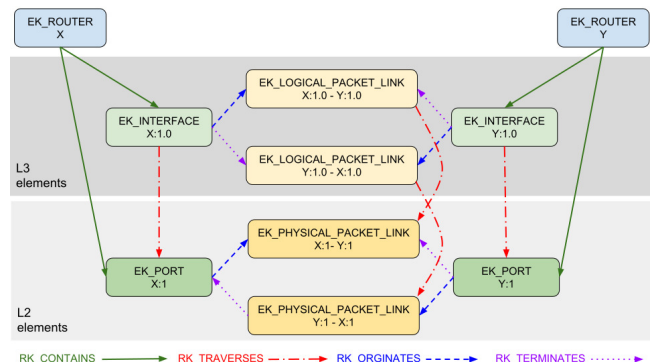 EK_ROUTER
X
EK_ROUTER
Y
EK_LOGICAL_PACKET_LINK
X:1.0 - Y:1.0
EK_INTERFACE
X:1.0
EK_INTERFACE
Y:1.0
EK_LOGICAL_PACKET_LINK
Y:1.0 - X:1.0
L3
elements
EK_PHYSICAL_PACKET_LINK
X:1- Y:1
EK_PORT
X:1
EK_PORT
Y:1
EK_PHYSICAL_PACKET_LINK
Y:1 - X:1
L2
elements
RK_CONTAINS RK_TRAVERSES RK_ORGINATES RK_TERMINATES